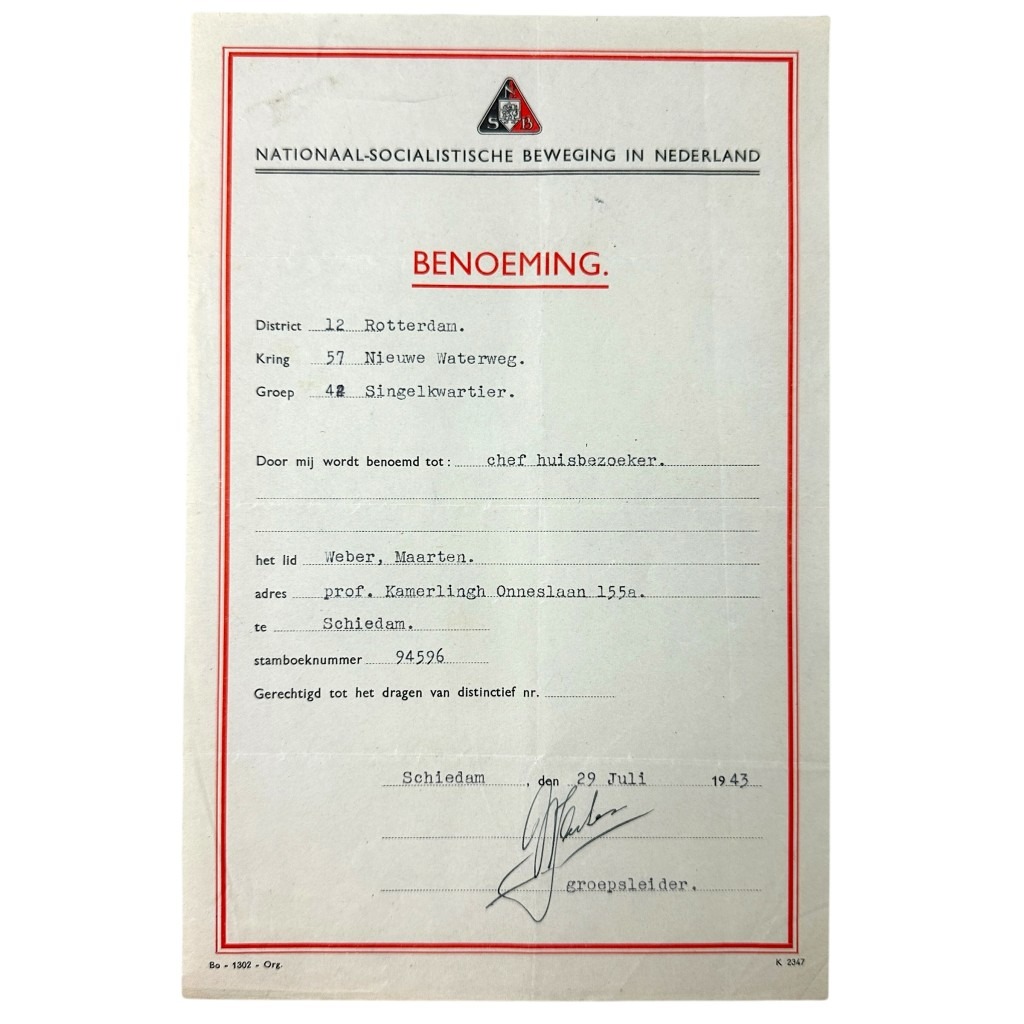 N
S B
NATIONAAL-SOCIALISTISCHE BEWEGING IN NEDERLAND
BENOEMING.
District 12 Rotterdam.
Kring 57 Nieuwe Waterweg.
Groep 42 Singelkwartier.
Door mij wordt benoemd tot: chef huisbezoeker.
het lid Weber, Maarten.
adres prof. Kamerlingh Onneslaan 155a.
te Schiedam.
stamboeknummer 94596
Gerechtigd tot het dragen van distinctief nr.
Schiedam, den 29 Juli 1943
groepsleider.
Bo - 1302 - Org. K 2347